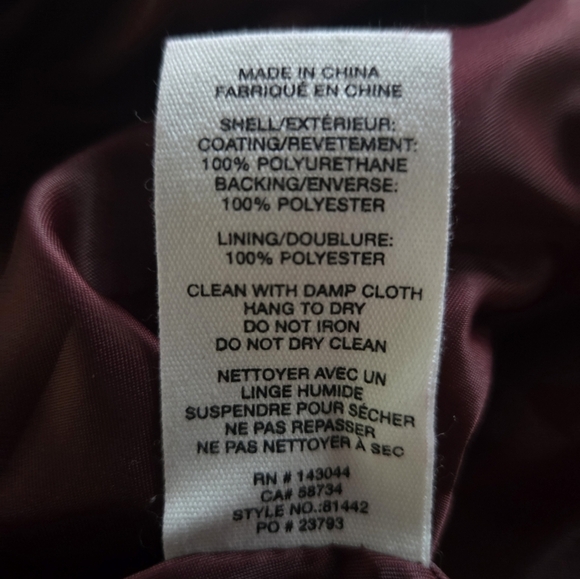 MADE IN CHINA
FABRIQUÉ EN CHINE
SHELL/EXTÉRIEUR:
COATING/REVETEMENT:
100% POLYURETHANE
BACKING/ENVERSE:
100% POLYESTER
LINING/DOUBLURE:
100% POLYESTER
CLEAN WITH DAMP CLOTH
HANG TO DRY
DO NOT IRON
DO NOT DRY CLEAN
NETTOYER AVEC UN
LINGE HUMIDE
SUSPENDRE POUR SÉCHER
NE PAS REPASSER
NE PAS NETTOYER À SEC
RN # 143044
CA# 58734
STYLE NO.:81442
PO # 23793